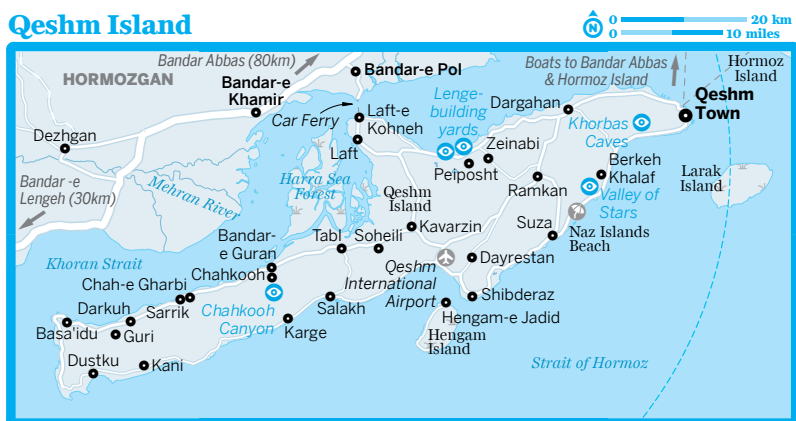 Qeshm Island
N
0 20 km
0 10 miles
Bandar Abbas (80km)
HORMOZGAN
Bandar-e
Khamir
Bandar-e Pol
Boats to Bandar Abbas
& Hormoz Island
Hormoz
Island
Qeshm
Town
Dezhgan
Car Ferry
Laft-e
Kohneh
Laft
Lenge-
building
yards
Dargahan
Khorbas
Caves
Zeinabi
Peiposht
Berkeh
Khalaf
Ramkan
Valley of
Stars
Larak
Island
Bandar -e
Lengeh (30km)
Mehran River
Harra Sea
Forest
Qeshm
Island
Kavarzin
Suza
Naz Islands
Beach
Bandar-
e Guran
Tabl
Soheili
Khoran Strait
Chahkooh
Qeshm
International
Airport
Dayrestan
Chah-e Gharbi
Darkuh
Sarrik
Chahkooh
Canyon
Salakh
Shibderaz
Basa'idu
Guri
Karge
Hengam-e Jadid
Hengam
Island
Dustku
Kani
Strait of Hormoz